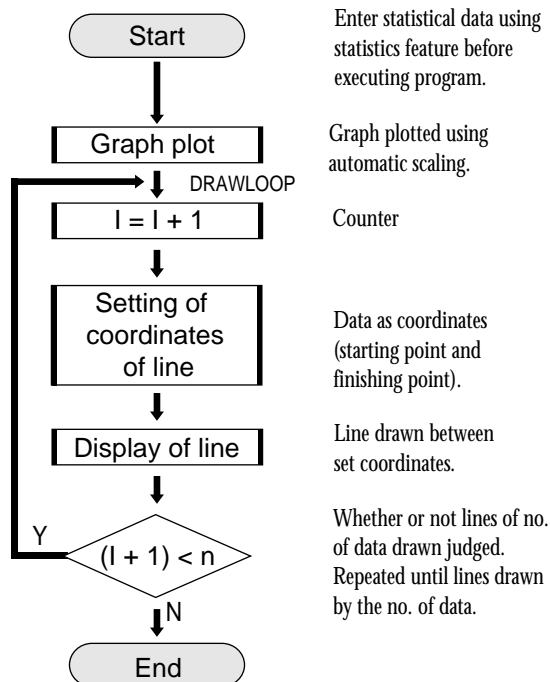 Start
Enter statistical data using
statistics feature before
executing program.
Graph plot
Graph plotted using
automatic scaling.
DRAWLOOP
I = I + 1
Counter
Setting of
coordinates
of line
Data as coordinates
(starting point and
finishing point).
Display of line
Line drawn between
set coordinates.
Y
(I + 1) < n
Whether or not lines of no.
of data drawn judged.
Repeated until lines drawn
by the no. of data.
N
End